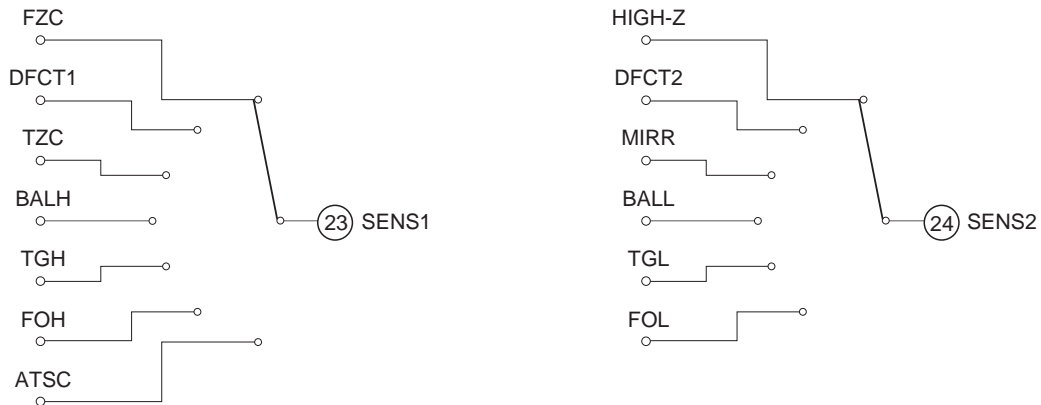 FZC
DFCT1
TZC
BALH
TGH
FOH
ATSC
23 SENS1
HIGH-Z
DFCT2
MIRR
BALL
TGL
FOL
24 SENS2